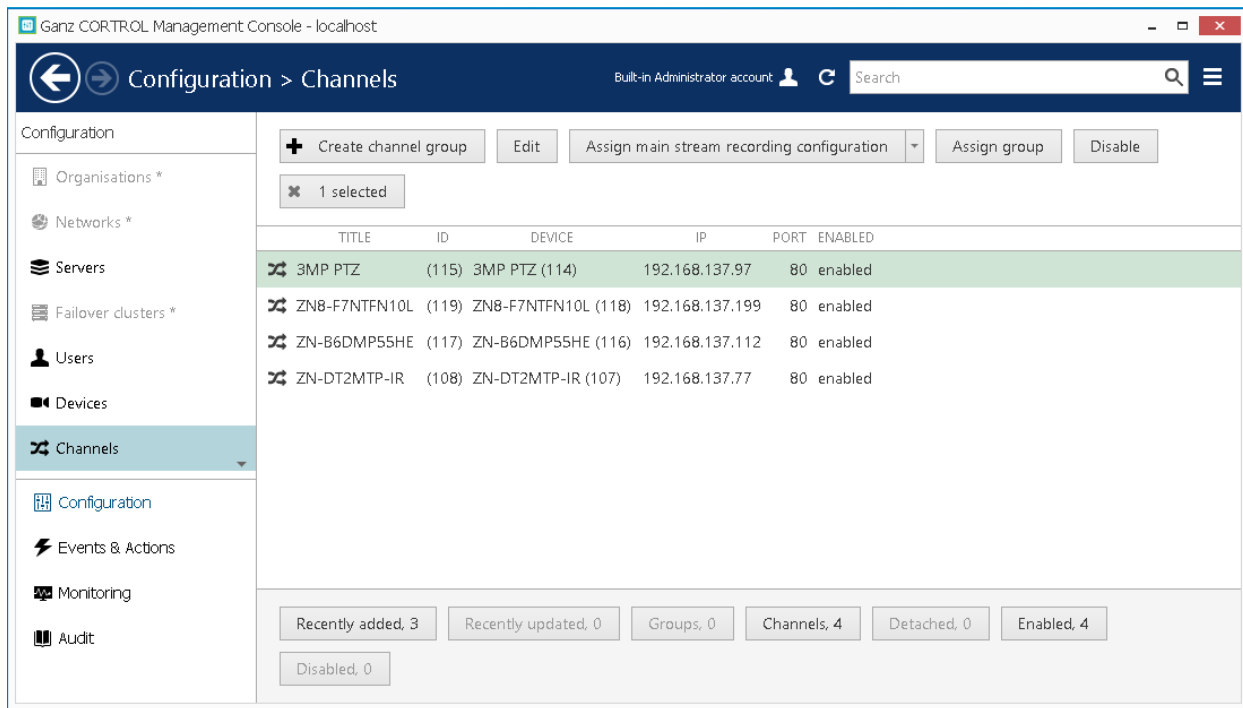 Ganz CORTROL Management Console - localhost
Configuration > Channels
Built-in Administrator account
Search
Configuration
Organisations *
Networks *
Servers
Failover clusters *
Users
Devices
Channels
Configuration
Events & Actions
Monitoring
Audit
Create channel group Edit Assign main stream recording configuration Assign group Disable
1 selected
TITLE ID DEVICE IP PORT ENABLED
3MP PTZ (115) 3MP PTZ (114) 192.168.137.97 80 enabled
ZN8-F7NTFN10L (119) ZN8-F7NTFN10L (118) 192.168.137.199 80 enabled
ZN-B6DMP55HE (117) ZN-B6DMP55HE (116) 192.168.137.112 80 enabled
ZN-DT2MTP-IR (108) ZN-DT2MTP-IR (107) 192.168.137.77 80 enabled
Recently added, 3 Recently updated, 0 Groups, 0 Channels, 4 Detached, 0 Enabled, 4
Disabled, 0